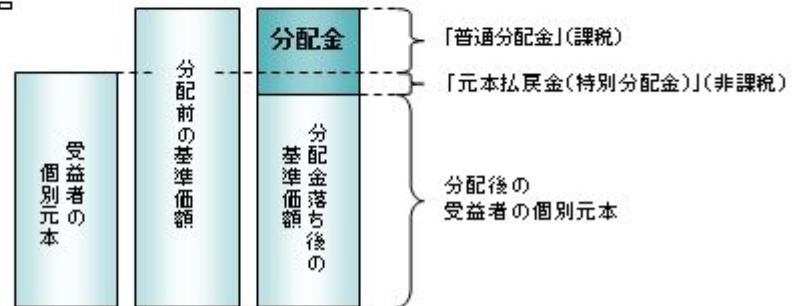 受益者の
個別元本
分配前の基準価額
分配金
分配金落ち後の
基準価額
「普通分配金」(課税)
「元本払戻金(特別分配金)」(非課税)
分配後の
受益者の個別元本